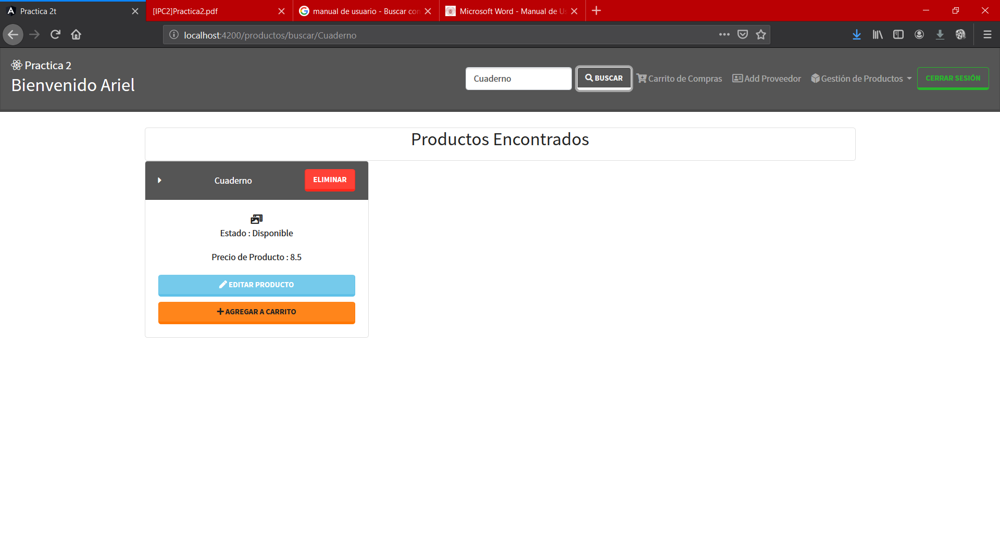 Practica 2t
[IPC2]Practica2.pdf
manual de usuario - Buscar con
Microsoft Word - Manual de Us
localhost:4200/productos/buscar/Cuaderno
Practica 2
Bienvenido Ariel
Cuaderno
BUSCAR
Carrito de Compras
Add Proveedor
Gestión de Productos
CERRAR SESIÓN
Productos Encontrados
Cuaderno
ELIMINAR
Estado : Disponible
Precio de Producto : 8.5
EDITAR PRODUCTO
AGREGAR A CARRITO